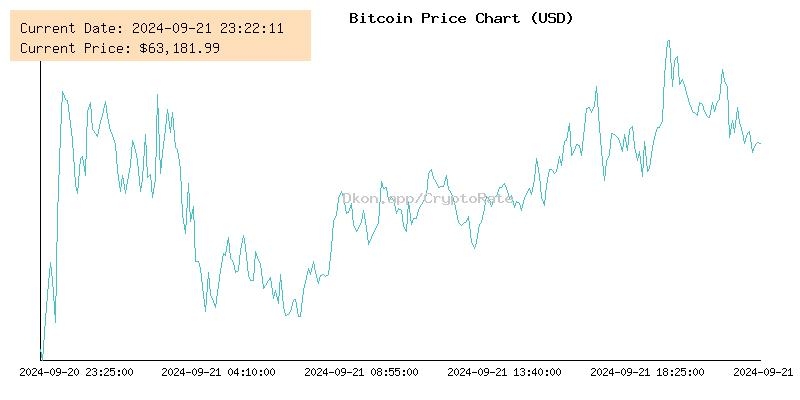 Bitcoin Price Chart (USD)
Current Date: 2024-09-21 23:22:11
Current Price: $63,181.99
Dkon.app/CryptoRate
2024-09-20 23:25:00 2024-09-21 04:10:00 2024-09-21 08:55:00 2024-09-21 13:40:00 2024-09-21 18:25:00 2024-09-21